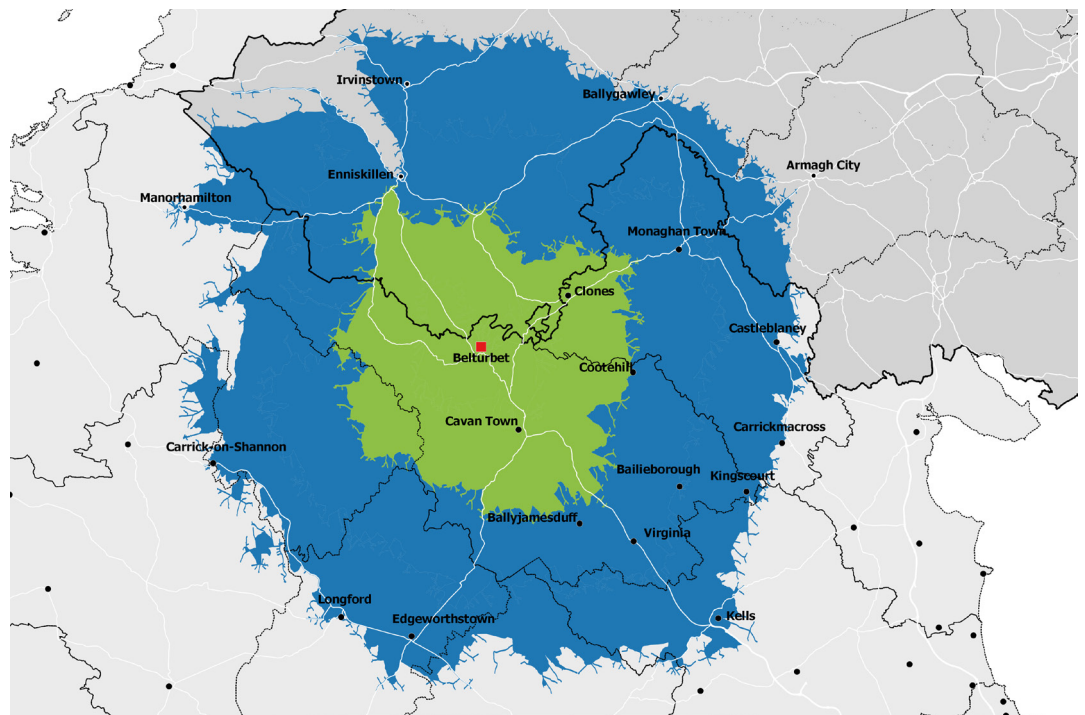 Irvinstown
Ballygawley
Armagh City
Enniskillen
Manorhamilton
Monaghan Town
Clones
Castleblaney
Belturbet
Cootehill
Cavan Town
Carrickmacross
Carrick-on-Shannon
Bailieborough
Kingscourt
Ballyjamesduff
Virginia
Longford
Edgeworthstown
Kells